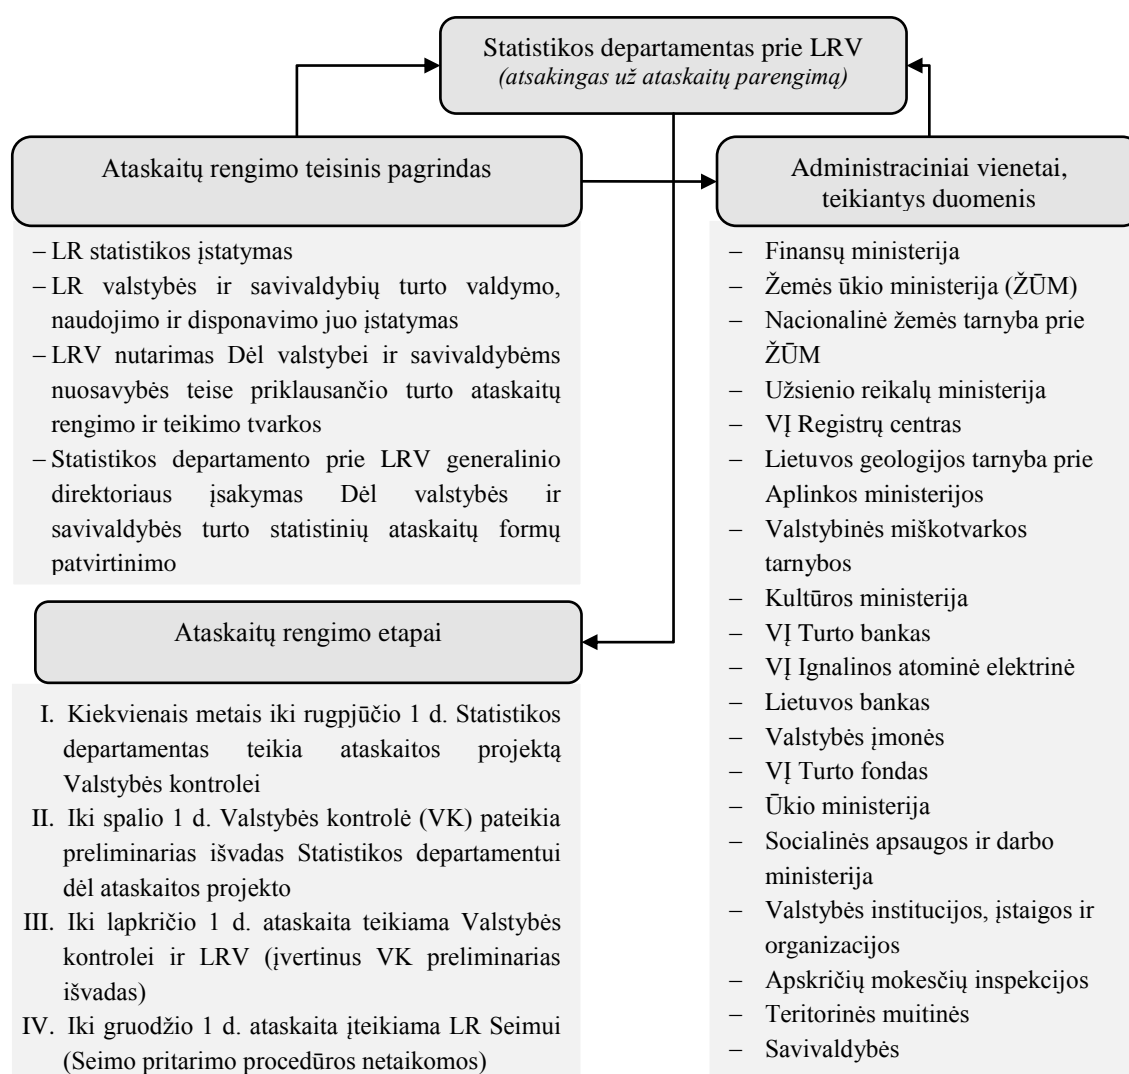 Statistikos departamentas prie LRV
(atsakingas už ataskaitų parengimą)
Ataskaitų rengimo teisinis pagrindas
– LR statistikos įstatymas
– LR valstybės ir savivaldybių turto valdymo,
naudojimo ir disponavimo juo įstatymas
– LRV nutarimas Dėl valstybei ir savivaldybėms
nuosavybės teise priklausančio turto ataskaitų
rengimo ir teikimo tvarkos
– Statistikos departamento prie LRV generalinio
direktoriaus įsakymas Dėl valstybės ir
savivaldybės turto statistinių ataskaitų formų
patvirtinimo
Ataskaitų rengimo etapai
I. Kiekvienais metais iki rugpjūčio 1 d. Statistikos
departamentas teikia ataskaitos projektą
Valstybės kontrolei
II. Iki spalio 1 d. Valstybės kontrolė (VK) pateikia
preliminarias išvadas Statistikos departamentui
dėl ataskaitos projekto
III. Iki lapkričio 1 d. ataskaita teikiama Valstybės
kontrolei ir LRV (įvertinus VK preliminarias
išvadas)
IV. Iki gruodžio 1 d. ataskaita įteikiama LR Seimui
(Seimo pritarimo procedūros netaikomos)
Administraciniai vienetai,
teikiantys duomenis
– Finansų ministerija
– Žemės ūkio ministerija (ŽŪM)
– Nacionalinė žemės tarnyba prie
ŽŪM
– Užsienio reikalų ministerija
– VĮ Registrų centras
– Lietuvos geologijos tarnyba prie
Aplinkos ministerijos
– Valstybinės miškotvarkos
tarnybos
– Kultūros ministerija
– VĮ Turto bankas
– VĮ Ignalinos atominė elektrinė
– Lietuvos bankas
– Valstybės įmonės
– VĮ Turto fondas
– Ūkio ministerija
– Socialinės apsaugos ir darbo
ministerija
– Valstybės institucijos, įstaigos ir
organizacijos
– Apskričių mokesčių inspekcijos
– Teritorinės muitinės
– Savivaldybės